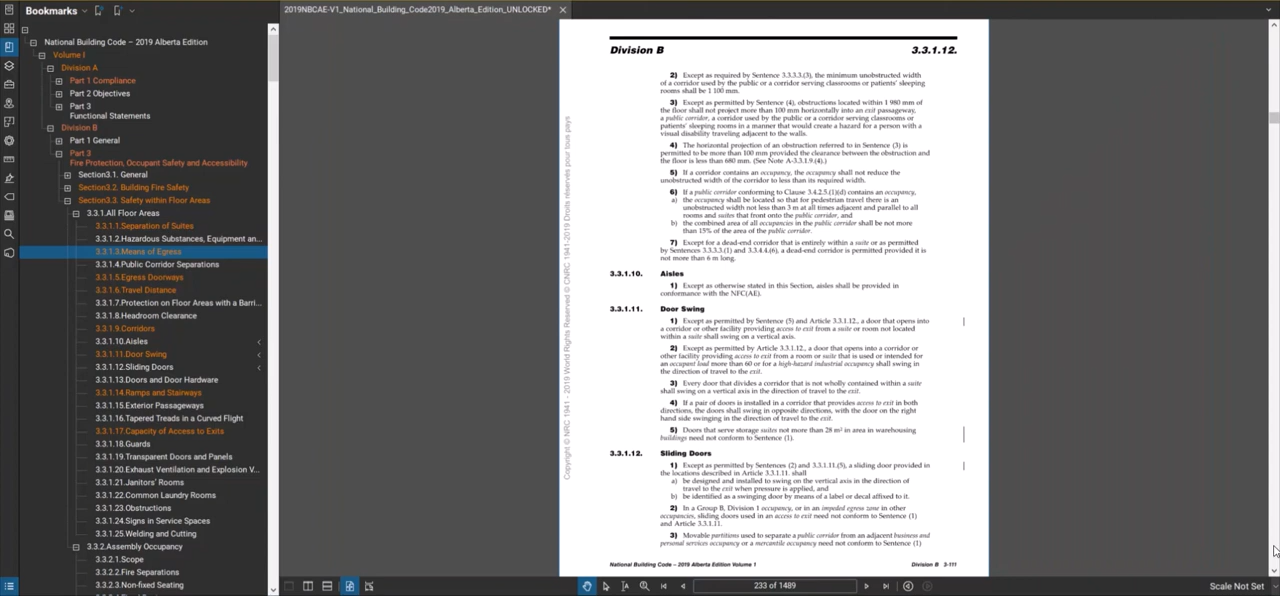 Bookmarks
National Building Code – 2019 Alberta Edition
Volume I
Division A
Part 1 Compliance
Part 2 Objectives
Part 3
Functional Statements
Division B
Part 1 General
Part 3
Fire Protection, Occupant Safety and Accessibility
Section3.1. General
Section3.2. Building Fire Safety
Section3.3. Safety within Floor Areas
3.3.1.All Floor Areas
3.3.1.1.Separation of Suites
3.3.1.2.Hazardous Substances, Equipment an...
3.3.1.3.Means of Egress
3.3.1.4.Public Corridor Separations
3.3.1.5.Egress Doorways
3.3.1.6.Travel Distance
3.3.1.7.Protection on Floor Areas with a Barri...
3.3.1.8.Headroom Clearance
3.3.1.9.Corridors
3.3.1.10.Aisles
3.3.1.11.Door Swing
3.3.1.12.Sliding Doors
3.3.1.13.Doors and Door Hardware
3.3.1.14.Ramps and Stairways
3.3.1.15.Exterior Passageways
3.3.1.16.Tapered Treads in a Curved Flight
3.3.1.17.Capacity of Access to Exits
3.3.1.18.Guards
3.3.1.19.Transparent Doors and Panels
3.3.1.20.Exhaust Ventilation and Explosion V...
3.3.1.21.Janitors' Rooms
3.3.1.22.Common Laundry Rooms
3.3.1.23.Obstructions
3.3.1.24.Signs in Service Spaces
3.3.1.25.Welding and Cutting
3.3.2.Assembly Occupancy
3.3.2.1.Scope
3.3.2.2.Fire Separations
3.3.2.3.Non-fixed Seating
2019NBCAE-V1_National_Building_Code2019_Alberta_Edition_UNLOCKED*
Division B 3.3.1.12.
2) Except as required by Sentence 3.3.3.3.(3), the minimum unobstructed width
of a corridor used by the public or a corridor serving classrooms or patients' sleeping
rooms shall be 1 100 mm.
3) Except as permitted by Sentence (4), obstructions located within 1 980 mm of
the floor shall not project more than 100 mm horizontally into an exit passageway,
a public corridor, a corridor used by the public or a corridor serving classrooms or
patients' sleeping rooms in a manner that would create a hazard for a person with a
visual disability traveling adjacent to the walls.
4) The horizontal projection of an obstruction referred to in Sentence (3) is
permitted to be more than 100 mm provided the clearance between the obstruction and
the floor is less than 680 mm. (See Note A-3.3.1.9.(4).)
5) If a corridor contains an occupancy, the occupancy shall not reduce the
unobstructed width of the corridor to less than its required width.
6) If a public corridor conforming to Clause 3.4.2.5.(1)(d) contains an occupancy,
a) the occupancy shall be located so that for pedestrian travel there is an
unobstructed width not less than 3 m at all times adjacent and parallel to all
rooms and suites that front onto the public corridor, and
b) the combined area of all occupancies in the public corridor shall be not more
than 15% of the area of the public corridor.
7) Except for a dead-end corridor that is entirely within a suite or as permitted
by Sentences 3.3.3.3.(1) and 3.3.4.4.(6), a dead-end corridor is permitted provided it is
not more than 6 m long.
3.3.1.10. Aisles
1) Except as otherwise stated in this Section, aisles shall be provided in
conformance with the NFC(AE).
3.3.1.11. Door Swing
1) Except as permitted by Sentence (5) and Article 3.3.1.12., a door that opens into
a corridor or other facility providing access to exit from a suite or room not located
within a suite shall swing on a vertical axis.
2) Except as permitted by Article 3.3.1.12., a door that opens into a corridor or
other facility providing access to exit from a room or suite that is used or intended for
an occupant load more than 60 or for a high-hazard industrial occupancy shall swing in
the direction of travel to the exit.
3) Every door that divides a corridor that is not wholly contained within a suite
shall swing on a vertical axis in the direction of travel to the exit.
4) If a pair of doors is installed in a corridor that provides access to exit in both
directions, the doors shall swing in opposite directions, with the door on the right
hand side swinging in the direction of travel to the exit.
5) Doors that serve storage suites not more than 28 m² in area in warehousing
buildings need not conform to Sentence (1).
3.3.1.12. Sliding Doors
1) Except as permitted by Sentences (2) and 3.3.1.11.(5), a sliding door provided in
the locations described in Article 3.3.1.11. shall
a) be designed and installed to swing on the vertical axis in the direction of
travel to the exit when pressure is applied, and
b) be identified as a swinging door by means of a label or decal affixed to it.
2) In a Group B, Division 1 occupancy, or in an impeded egress zone in other
occupancies, sliding doors used in an access to exit need not conform to Sentence (1)
and Article 3.3.1.11.
3) Movable partitions used to separate a public corridor from an adjacent business and
personal services occupancy or a mercantile occupancy need not conform to Sentence (1)
National Building Code – 2019 Alberta Edition Volume 1 Division B 3-111
Copyright © NRC 1941 - 2019 World Rights Reserved © CNRC 1941-2019 Droits réservés pour tous pays
233 of 1489
Scale Not Set